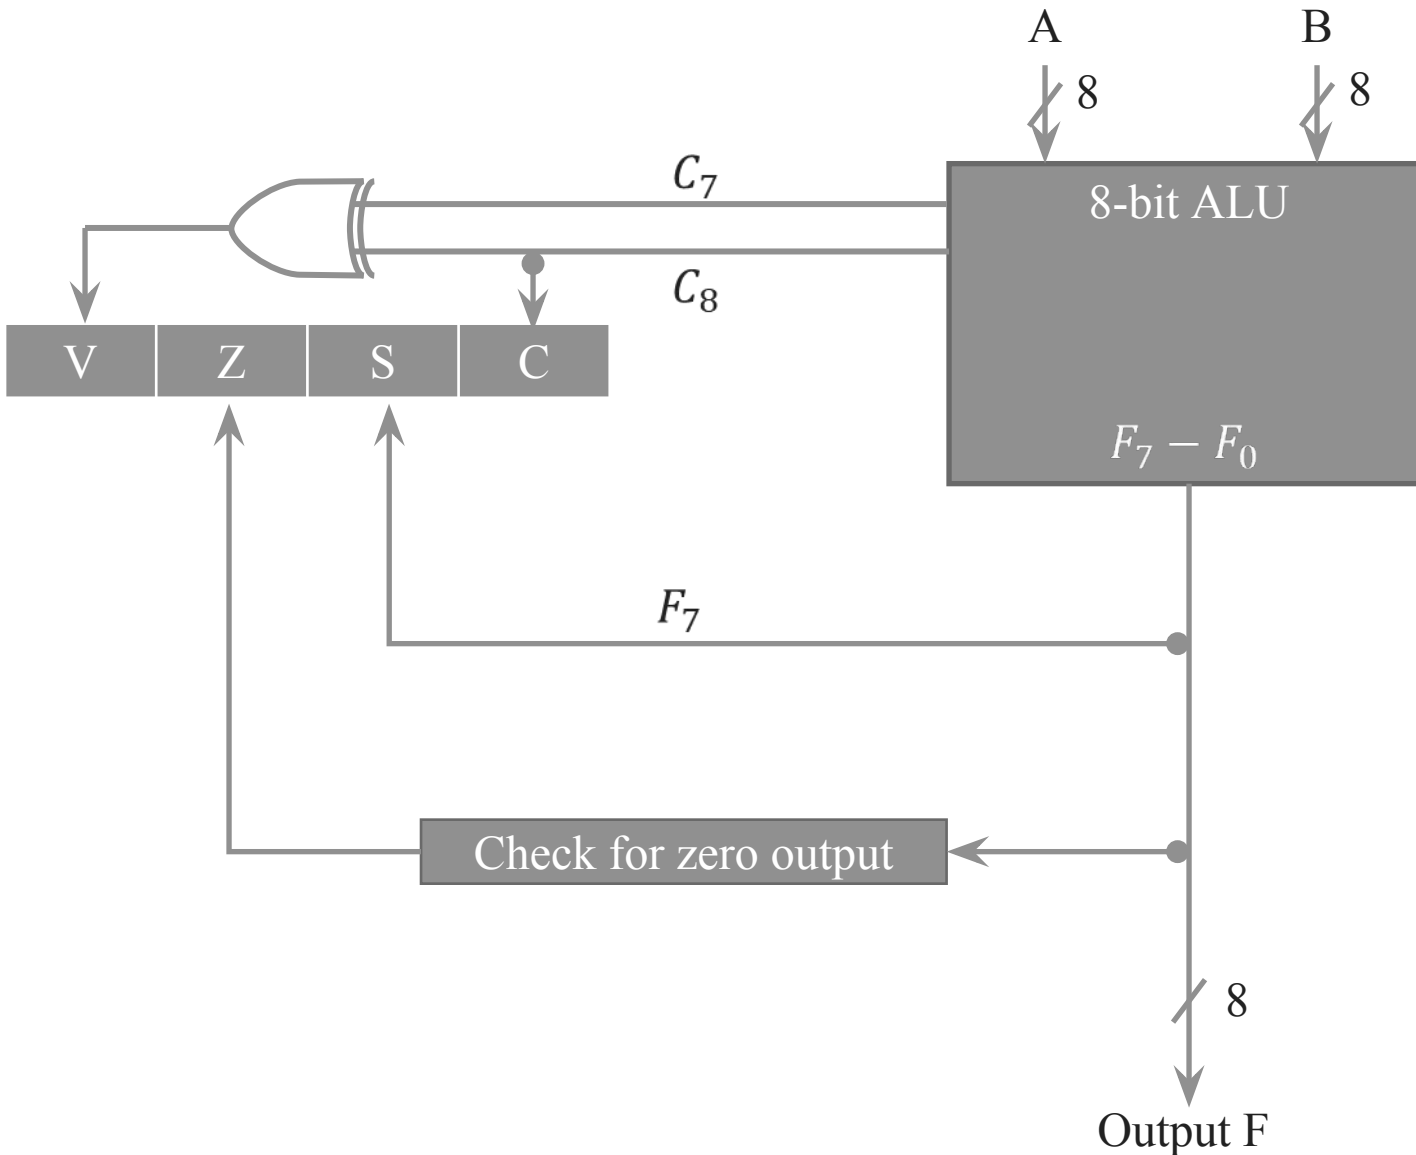 A
B
8
8
C₇
8-bit ALU
C₈
V Z S C
F₇ − F₀
F₇
Check for zero output
8
Output F